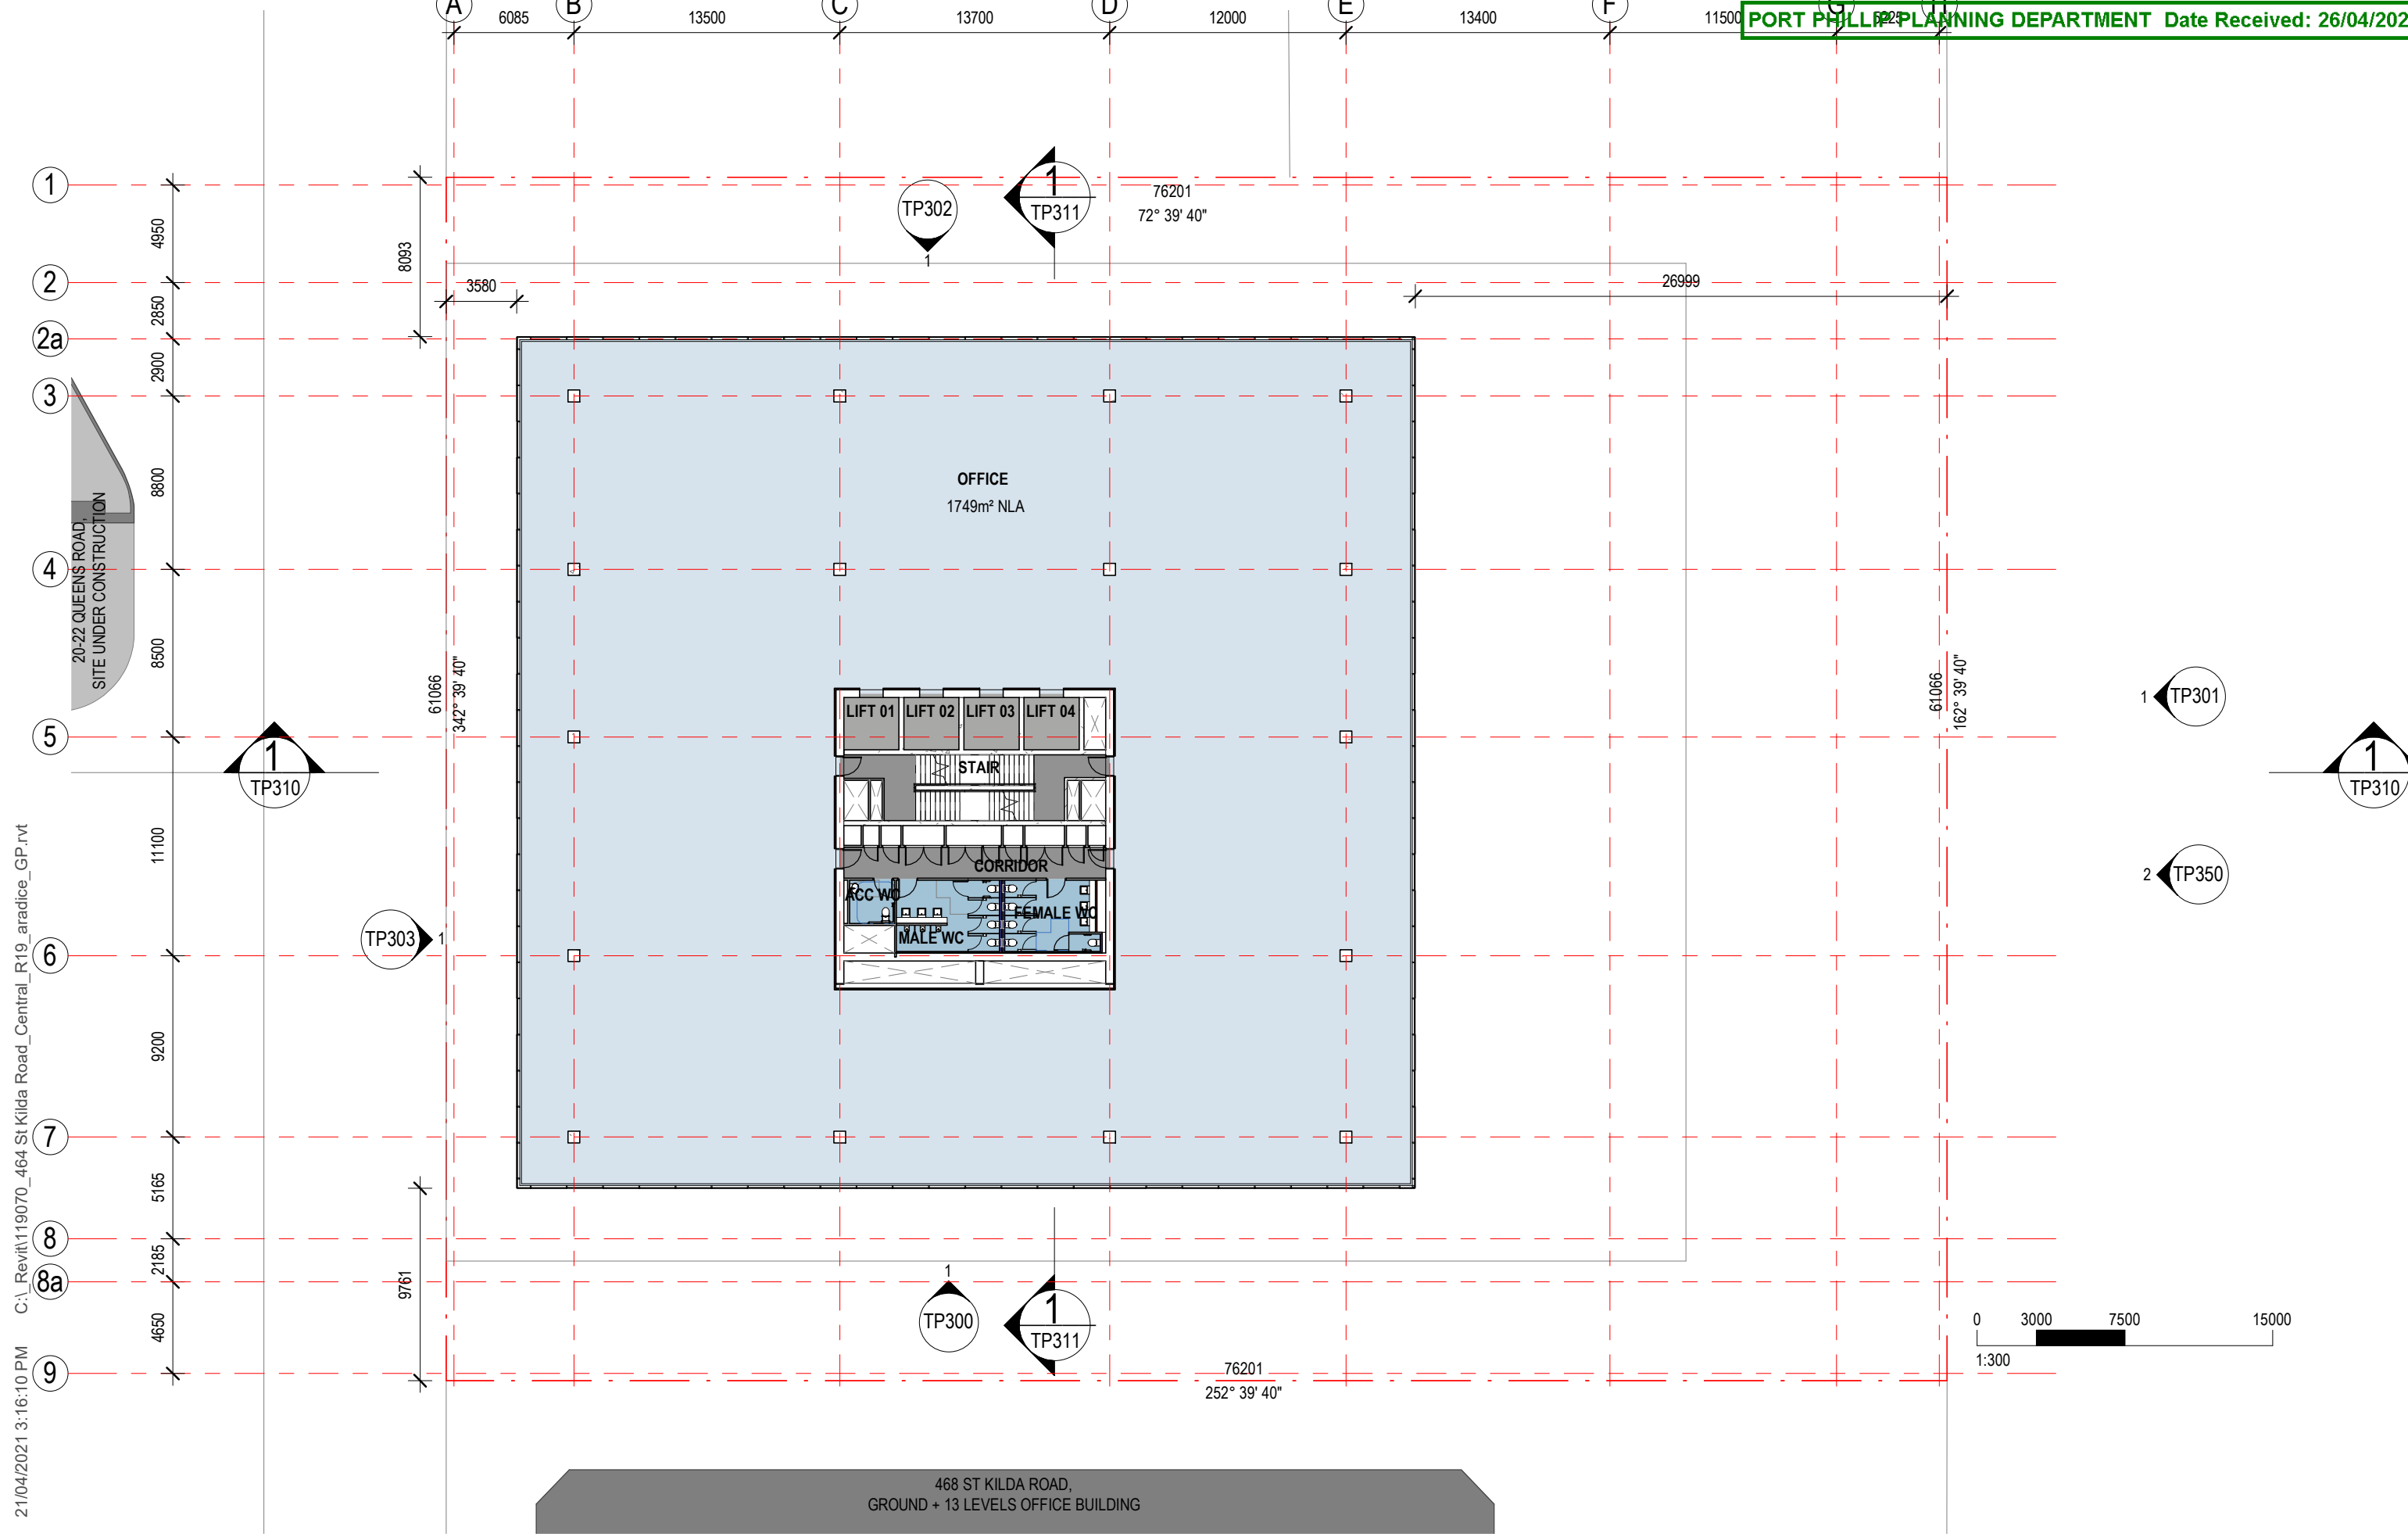 A B C D E F G H
6085 13500 13700 12000 13400 11500
PORT PHILLIP PLANNING DEPARTMENT Date Received: 26/04/202
1
TP302
1
1
TP311
76201
72° 39' 40"
4950
8093
2
3580
26999
2850
2a
2900
3
OFFICE
1749m² NLA
8800
4
20-22 QUEENS ROAD,
SITE UNDER CONSTRUCTION
8500
61066
342° 39' 40"
61066
162° 39' 40"
1 TP301
LIFT 01 LIFT 02 LIFT 03 LIFT 04
5
1
TP310
STAIR
1
TP310
11100
CORRIDOR
2 TP350
ACC WC
FEMALE WC
MALE WC
TP303 1
6
9200
7
5165
8
2185
8a
9761
1
TP300
1
TP311
4650
9
76201
252° 39' 40"
0 3000 7500 15000
1:300
468 ST KILDA ROAD,
GROUND + 13 LEVELS OFFICE BUILDING
21/04/2021 3:16:10 PM C:\_Revit\119070_464 St Kilda Road_Central_R19_aradice_GP.rvt